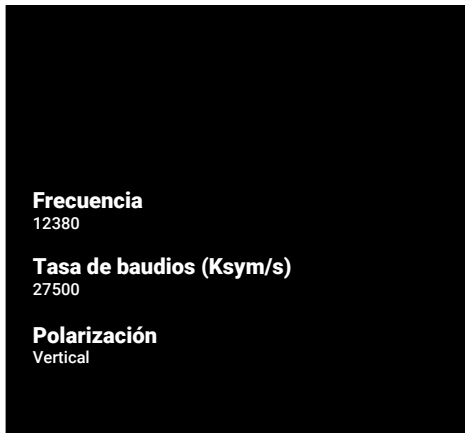 Frecuencia
12380
Tasa de baudios (Ksym/s)
27500
Polarización
Vertical